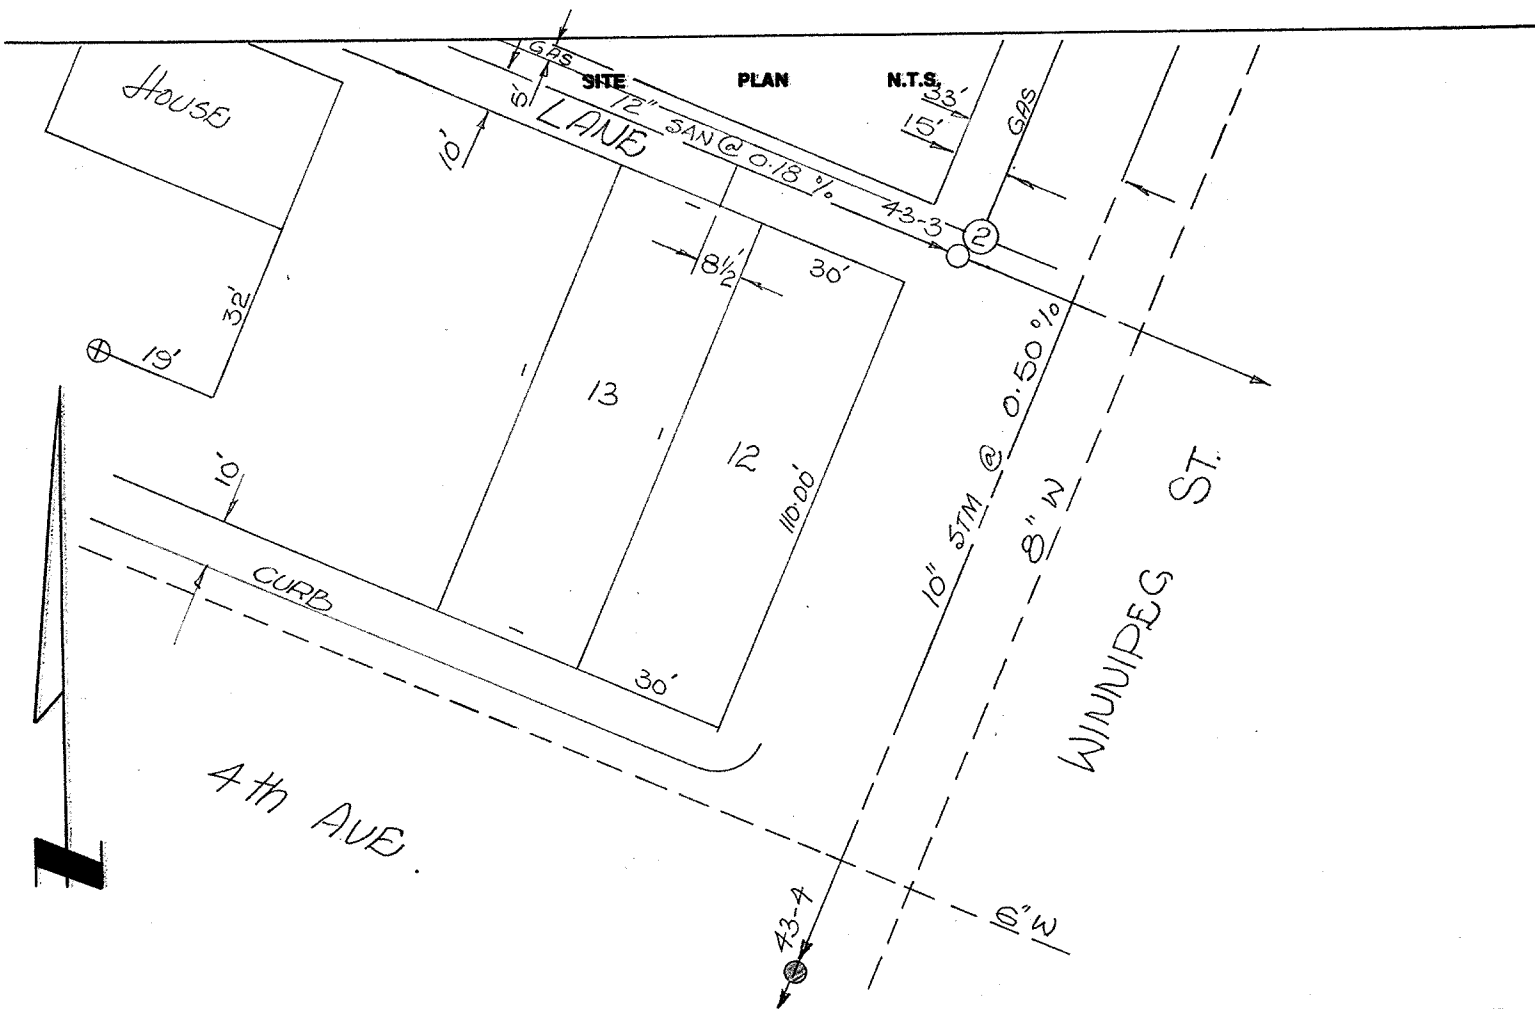 SITE PLAN N.T.S.
HOUSE
GAS
6'
12" SAN @ 0.18 %
LANE
10'
33'
15'
GAS
43-3
2
8½'
30'
32'
19'
13
12
110.00'
10'
CURB
30'
10" STM @ 0.50 %
8" W
WINNIPEG ST.
4th AVE.
43-4
6" W